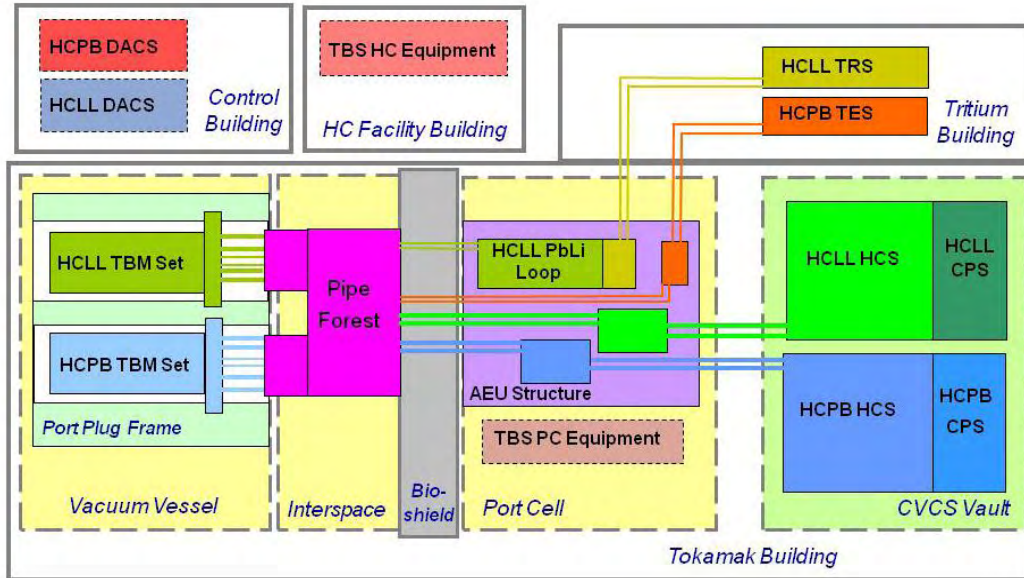 HCPB DACS
HCLL DACS
Control
Building
TBS HC Equipment
HC Facility Building
HCLL TRS
HCPB TES
Tritium
Building
HCLL TBM Set
HCPB TBM Set
Port Plug Frame
Vacuum Vessel
Pipe
Forest
Interspace
Bio-
shield
HCLL PbLi
Loop
AEU Structure
TBS PC Equipment
Port Cell
HCLL HCS
HCLL
CPS
HCPB HCS
HCPB
CPS
CVCS Vault
Tokamak Building